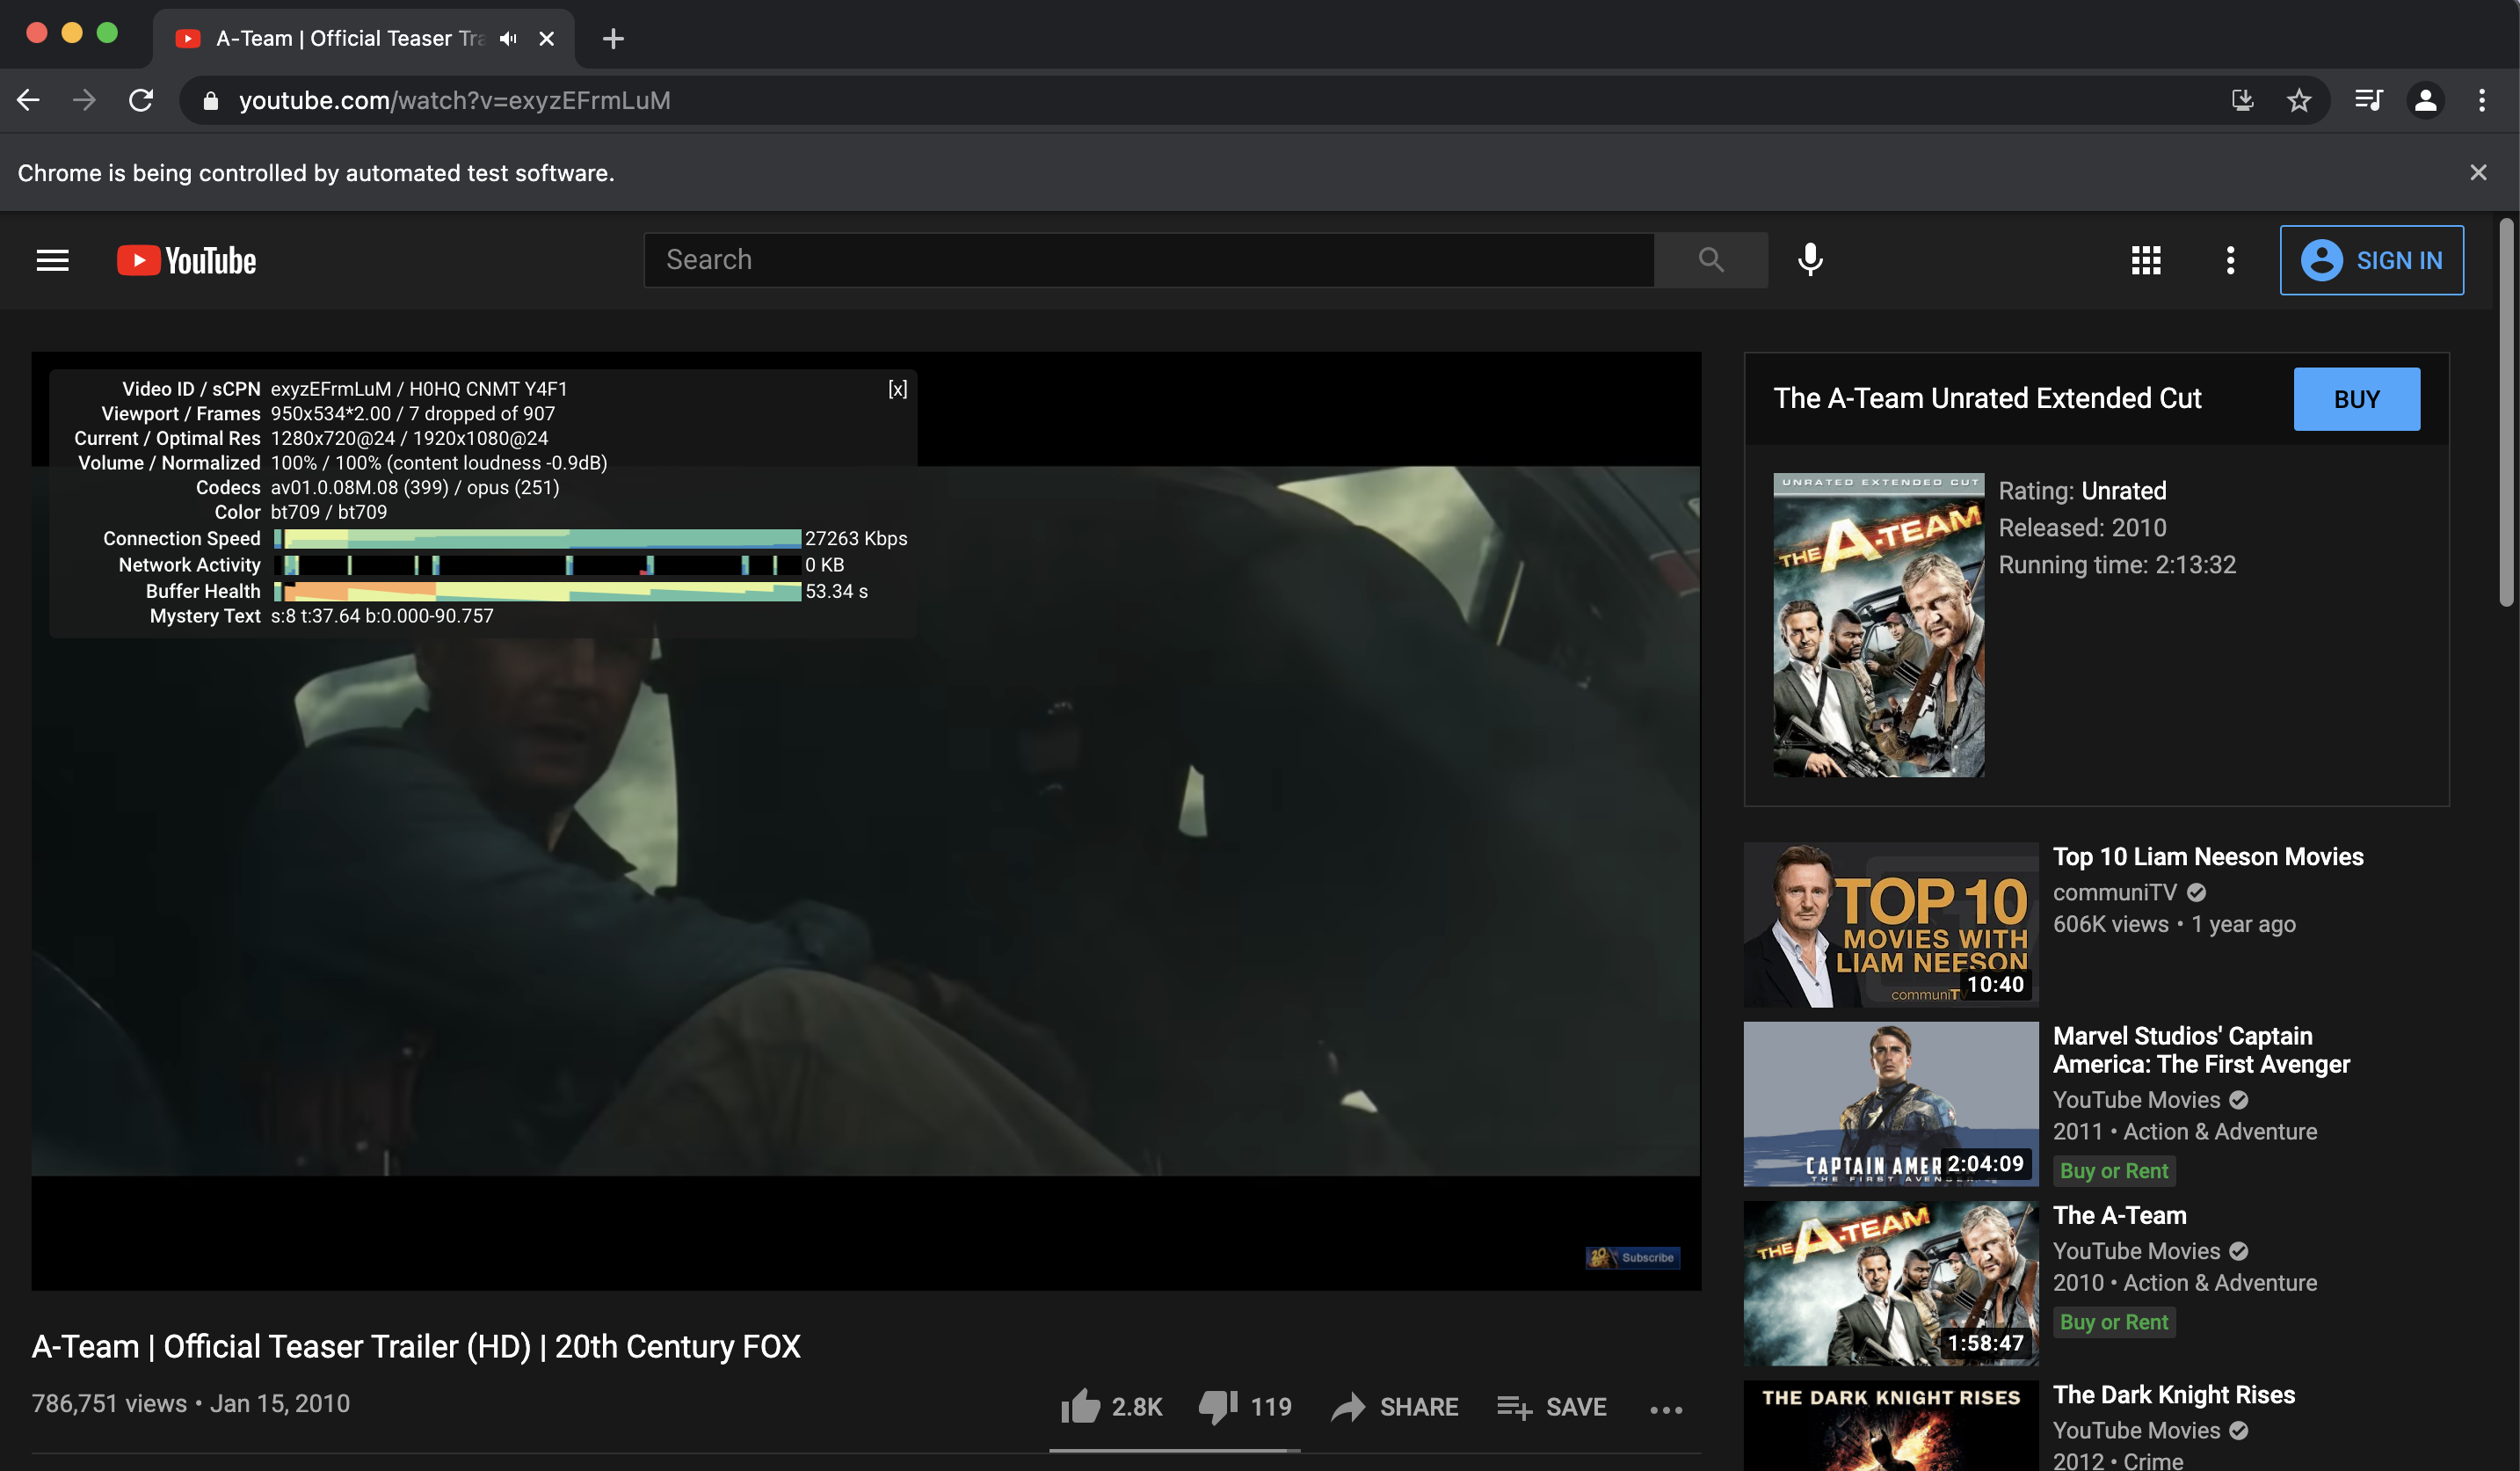 A-Team | Official Teaser Tra
youtube.com/watch?v=exyzEFrmLuM
Chrome is being controlled by automated test software.
YouTube
Search
SIGN IN
Video ID / sCPN exyzEFrmLuM / H0HQ CNMT Y4F1 [x]
Viewport / Frames 950x534*2.00 / 7 dropped of 907
Current / Optimal Res 1280x720@24 / 1920x1080@24
Volume / Normalized 100% / 100% (content loudness -0.9dB)
Codecs av01.0.08M.08 (399) / opus (251)
Color bt709 / bt709
Connection Speed 27263 Kbps
Network Activity 0 KB
Buffer Health 53.34 s
Mystery Text s:8 t:37.64 b:0.000-90.757
Subscribe
A-Team | Official Teaser Trailer (HD) | 20th Century FOX
786,751 views • Jan 15, 2010
2.8K 119 SHARE SAVE
The A-Team Unrated Extended Cut
BUY
UNRATED EXTENDED CUT
THE A-TEAM
Rating: Unrated
Released: 2010
Running time: 2:13:32
TOP 10
MOVIES WITH
LIAM NEESON
communiTV
10:40
Top 10 Liam Neeson Movies
communiTV
606K views • 1 year ago
CAPTAIN AMER
THE FIRST AVENGER
2:04:09
Marvel Studios' Captain
America: The First Avenger
YouTube Movies
2011 • Action & Adventure
Buy or Rent
THE A-TEAM
1:58:47
The A-Team
YouTube Movies
2010 • Action & Adventure
Buy or Rent
THE DARK KNIGHT RISES
The Dark Knight Rises
YouTube Movies
2012 • Crime